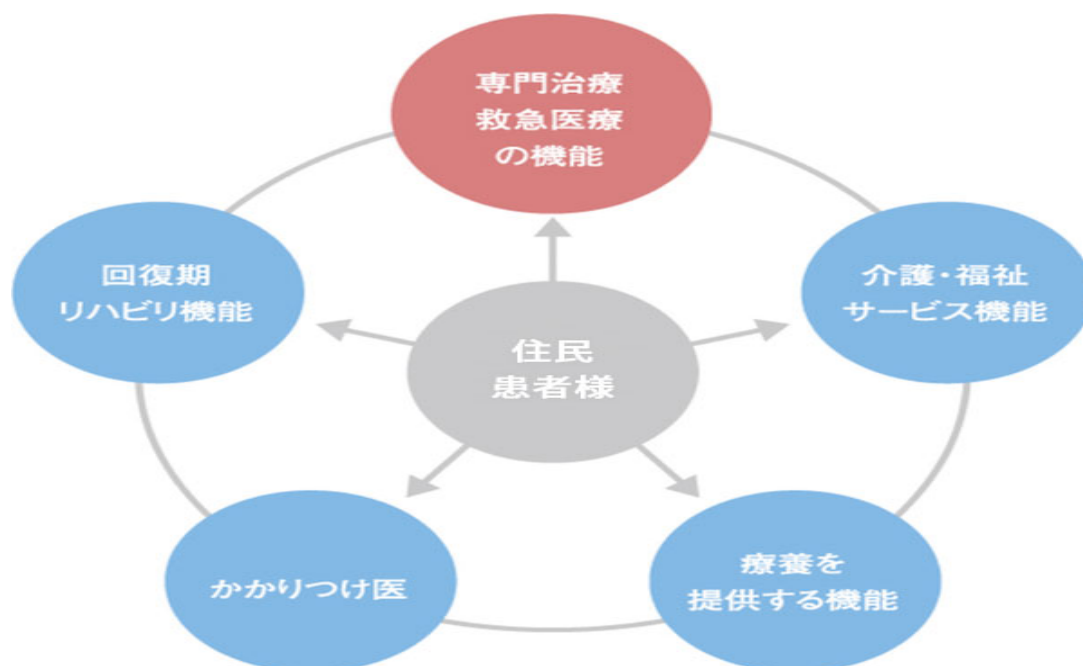 専門治療
救急医療
の機能
回復期
リハビリ機能
介護・福祉
サービス機能
住民
患者様
かかりつけ医
療養を
提供する機能